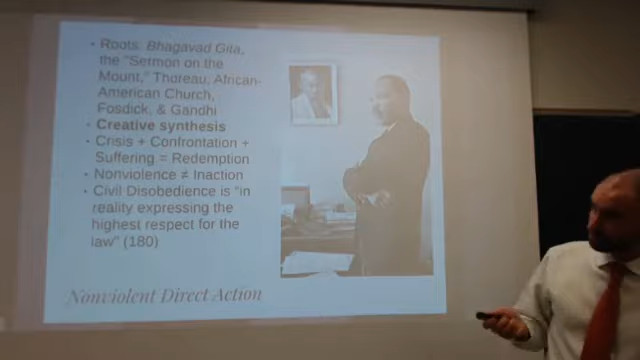 • Roots: Bhagavad Gita,
the "Sermon on the
Mount," Thoreau, African-
American Church,
Fosdick, & Gandhi
• Creative synthesis
• Crisis + Confrontation +
Suffering = Redemption
• Nonviolence ≠ Inaction
• Civil Disobedience is "in
reality expressing the
highest respect for the
law" (180)
Nonviolent Direct Action